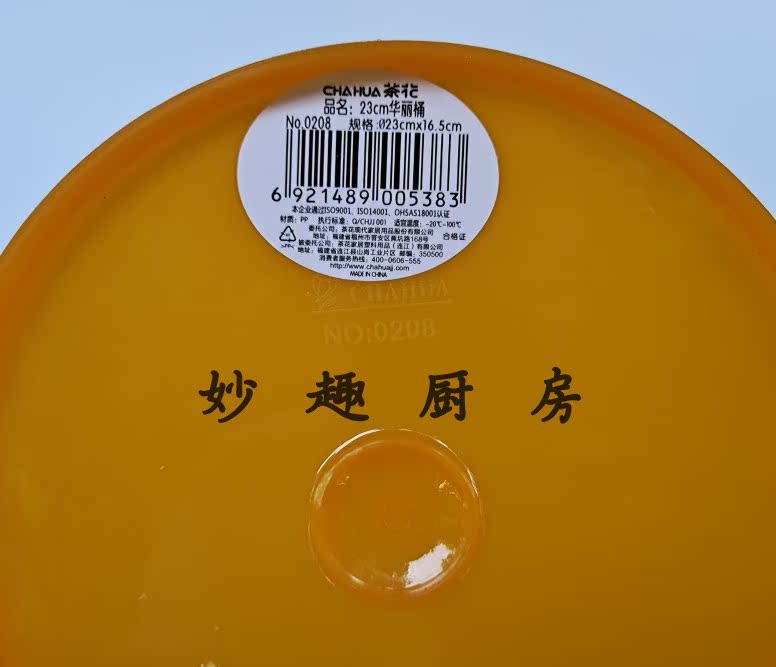 CHAHUA 茶花
品名：23cm华丽桶
No.0208 规格：Ø23cmx16.5cm
6 921489 005383
本企业通过ISO9001、ISO14001、OHSAS18001认证
材质：PP 执行标准：Q/CHJJ 001 适宜温度：-20℃-100℃
委托公司：茶花现代家居用品股份有限公司
地址：福建省福州市晋安区蕉坑路168号 合格证
被委托公司：茶花家居塑料用品（连江）有限公司
地址：福建省连江县山岗工业片区 邮编：350500
消费者服务热线：400-0606-555
http://www.chahuajj.com
MADE IN CHINA
CHAHUA
NO:0208
妙趣厨房